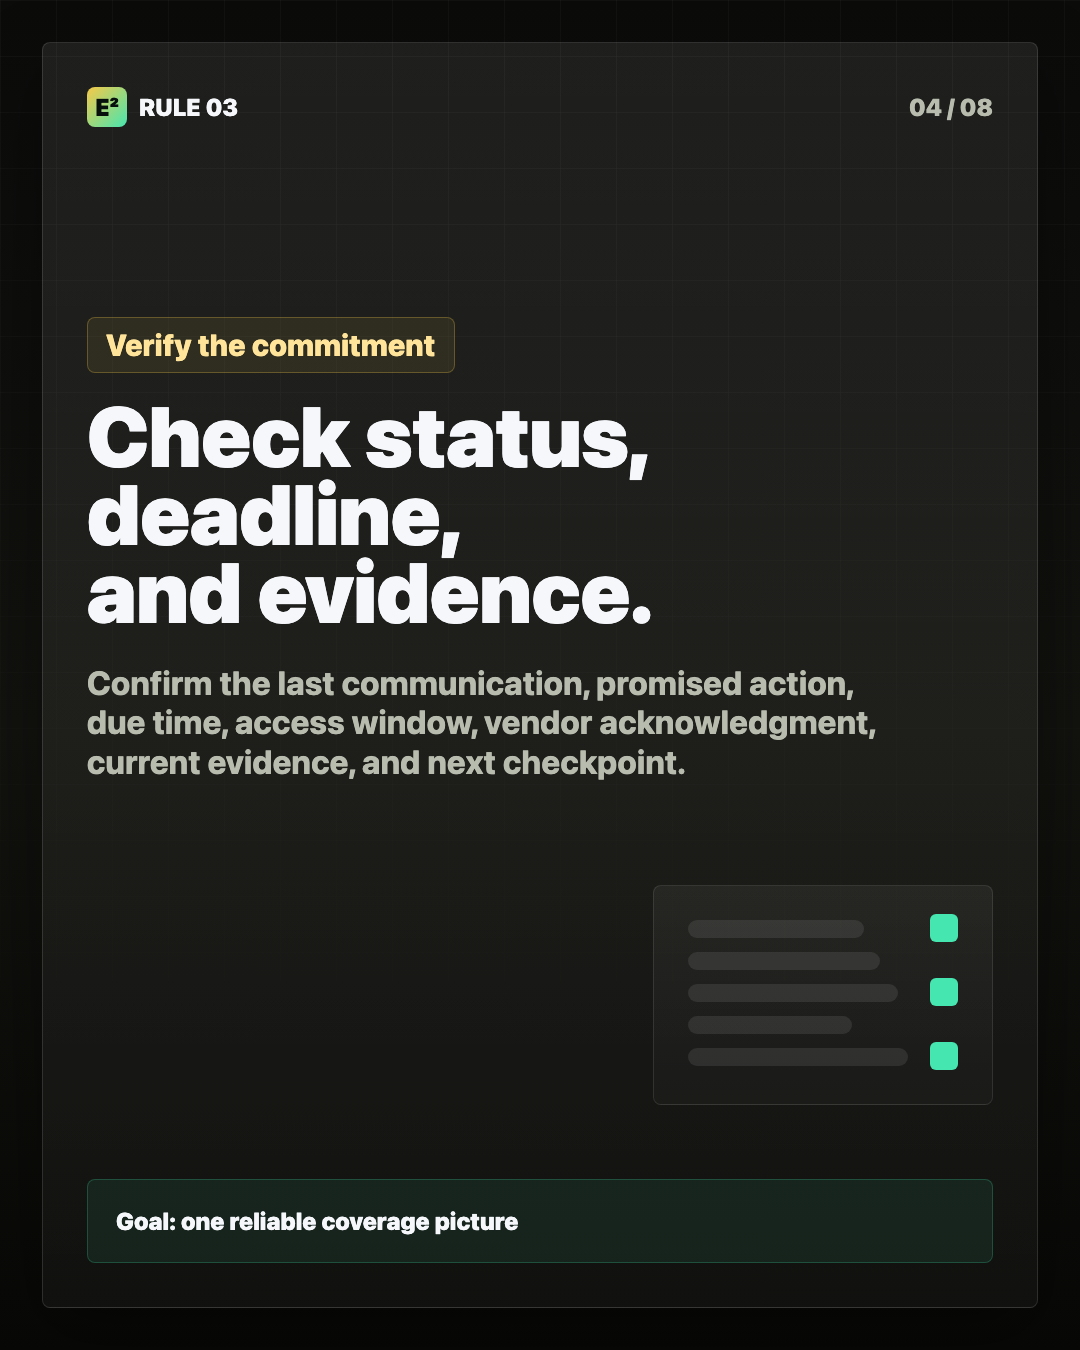 E² RULE 03
04 / 08
Verify the commitment
Check status,
deadline,
and evidence.
Confirm the last communication, promised action,
due time, access window, vendor acknowledgment,
current evidence, and next checkpoint.
Goal: one reliable coverage picture